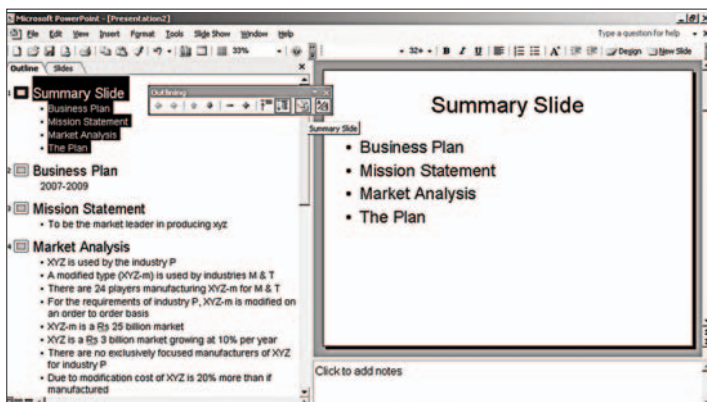 Microsoft PowerPoint - [Presentation2]
File Edit View Insert Format Tools Slide Show Window Help
Type a question for help
33%
32+ B I U Design New Slide
Outline Slides
Outlining
Summary Slide
1 Summary Slide
• Business Plan
• Mission Statement
• Market Analysis
• The Plan
2 Business Plan
2007-2009
3 Mission Statement
• To be the market leader in producing xyz
4 Market Analysis
• XYZ is used by the industry P
• A modified type (XYZ-m) is used by industries M & T
• There are 24 players manufacturing XYZ-m for M & T
• For the requirements of industry P, XYZ-m is modified on
an order to order basis
• XYZ-m is a Rs 25 billion market
• XYZ is a Rs 3 billion market growing at 10% per year
• There are no exclusively focused manufacturers of XYZ
for industry P
• Due to modification cost of XYZ is 20% more than if
manufactured
Summary Slide
• Business Plan
• Mission Statement
• Market Analysis
• The Plan
Click to add notes